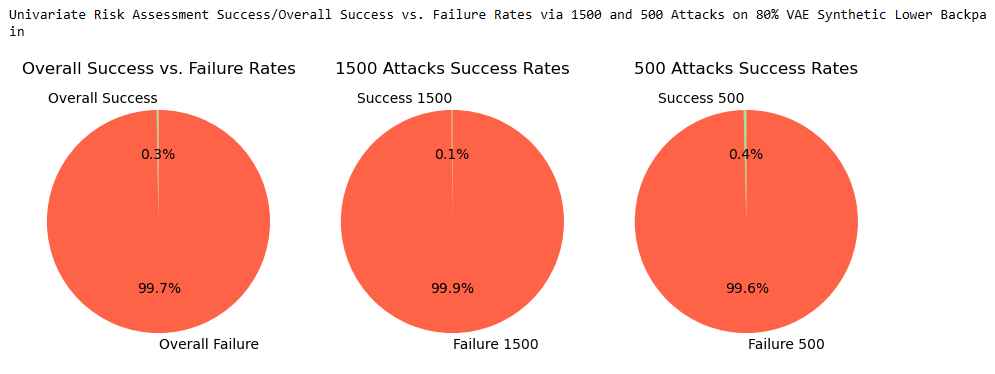 Univariate Risk Assessment Success/Overall Success vs. Failure Rates via 1500 and 500 Attacks on 80% VAE Synthetic Lower Backpa
in
Overall Success vs. Failure Rates
1500 Attacks Success Rates
500 Attacks Success Rates
Overall Success
Success 1500
Success 500
0.3%
0.1%
0.4%
99.7%
99.9%
99.6%
Overall Failure
Failure 1500
Failure 500